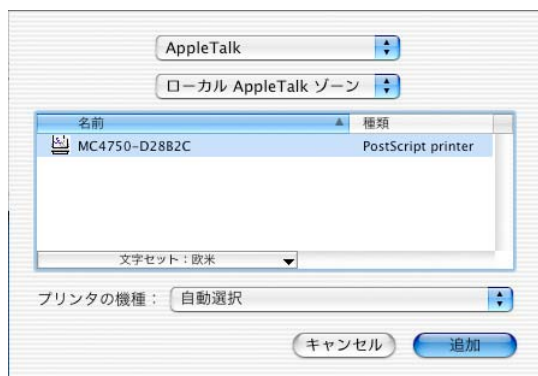 AppleTalk
ローカル AppleTalk ゾーン
名前 種類
MC4750-D28B2C PostScript printer
文字セット：欧米
プリンタの機種： 自動選択
キャンセル 追加